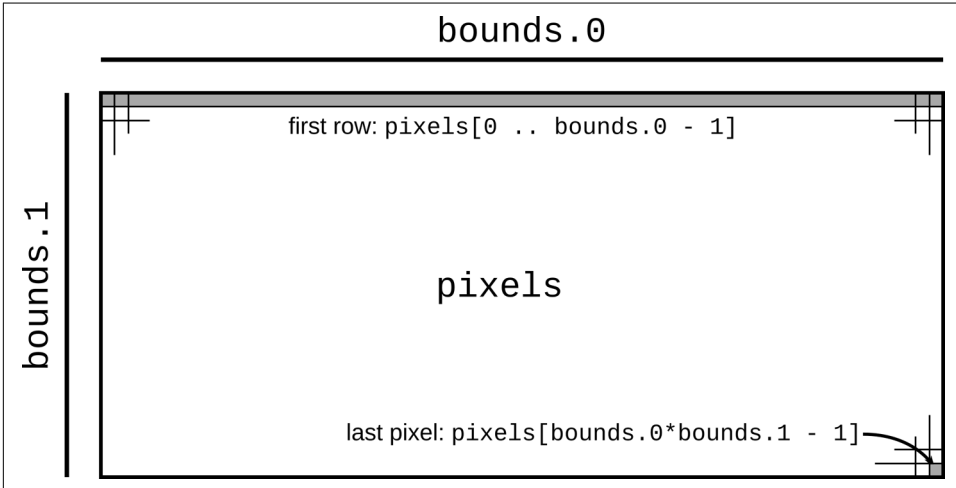 bounds.0
first row: pixels[0 .. bounds.0 - 1]
bounds.1
pixels
last pixel: pixels[bounds.0*bounds.1 - 1]